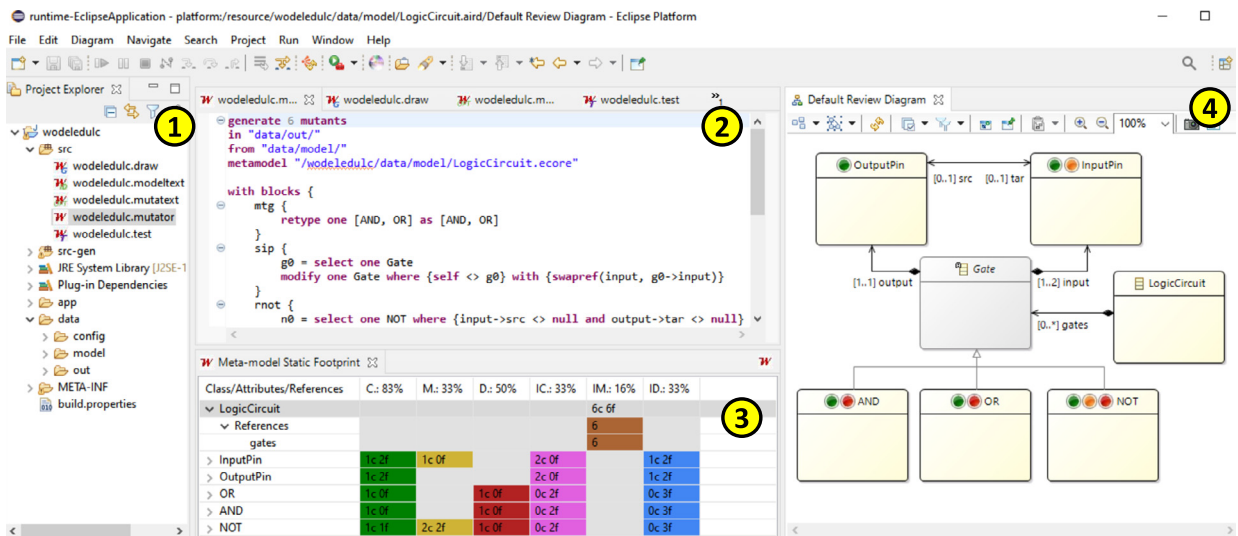 runtime-EclipseApplication - platform:/resource/wodeledulc/data/model/LogicCircuit.aird/Default Review Diagram - Eclipse Platform
File Edit Diagram Navigate Search Project Run Window Help
Project Explorer
1
wodeledulc
src
wodeledulc.draw
wodeledulc.modeltext
wodeledulc.mutatext
wodeledulc.mutator
wodeledulc.test
src-gen
JRE System Library [J2SE-1
Plug-in Dependencies
app
data
config
model
out
META-INF
build.properties
wodeledulc.m... wodeledulc.draw wodeledulc.m... wodeledulc.test »1
2
generate 6 mutants
in "data/out/"
from "data/model/"
metamodel "/wodeledulc/data/model/LogicCircuit.ecore"
with blocks {
mtg {
retype one [AND, OR] as [AND, OR]
}
sip {
g0 = select one Gate
modify one Gate where {self <> g0} with {swapref(input, g0->input)}
}
rnot {
n0 = select one NOT where {input->src <> null and output->tar <> null}
Meta-model Static Footprint
Class/Attributes/References C.: 83% M.: 33% D.: 50% IC.: 33% IM.: 16% ID.: 33%
LogicCircuit 6c 6f
References 6
gates 6
InputPin 1c 2f 1c 0f 2c 0f 1c 2f
OutputPin 1c 2f 2c 0f 1c 2f
OR 1c 0f 1c 0f 0c 2f 0c 3f
AND 1c 0f 1c 0f 0c 2f 0c 3f
NOT 1c 1f 2c 2f 1c 0f 0c 2f 0c 3f
3
Default Review Diagram
4
100%
OutputPin
[0..1] src [0..1] tar
InputPin
[1..1] output
Gate
[1..2] input
LogicCircuit
[0..*] gates
AND
OR
NOT